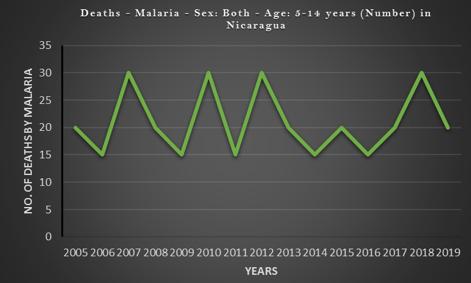 Deaths - Malaria - Sex: Both - Age: 5-14 years (Number) in
Nicaragua
35
30
25
20
15
10
5
0
NO. OF DEATHS BY MALARIA
2005 2006 2007 2008 2009 2010 2011 2012 2013 2014 2015 2016 2017 2018 2019
YEARS